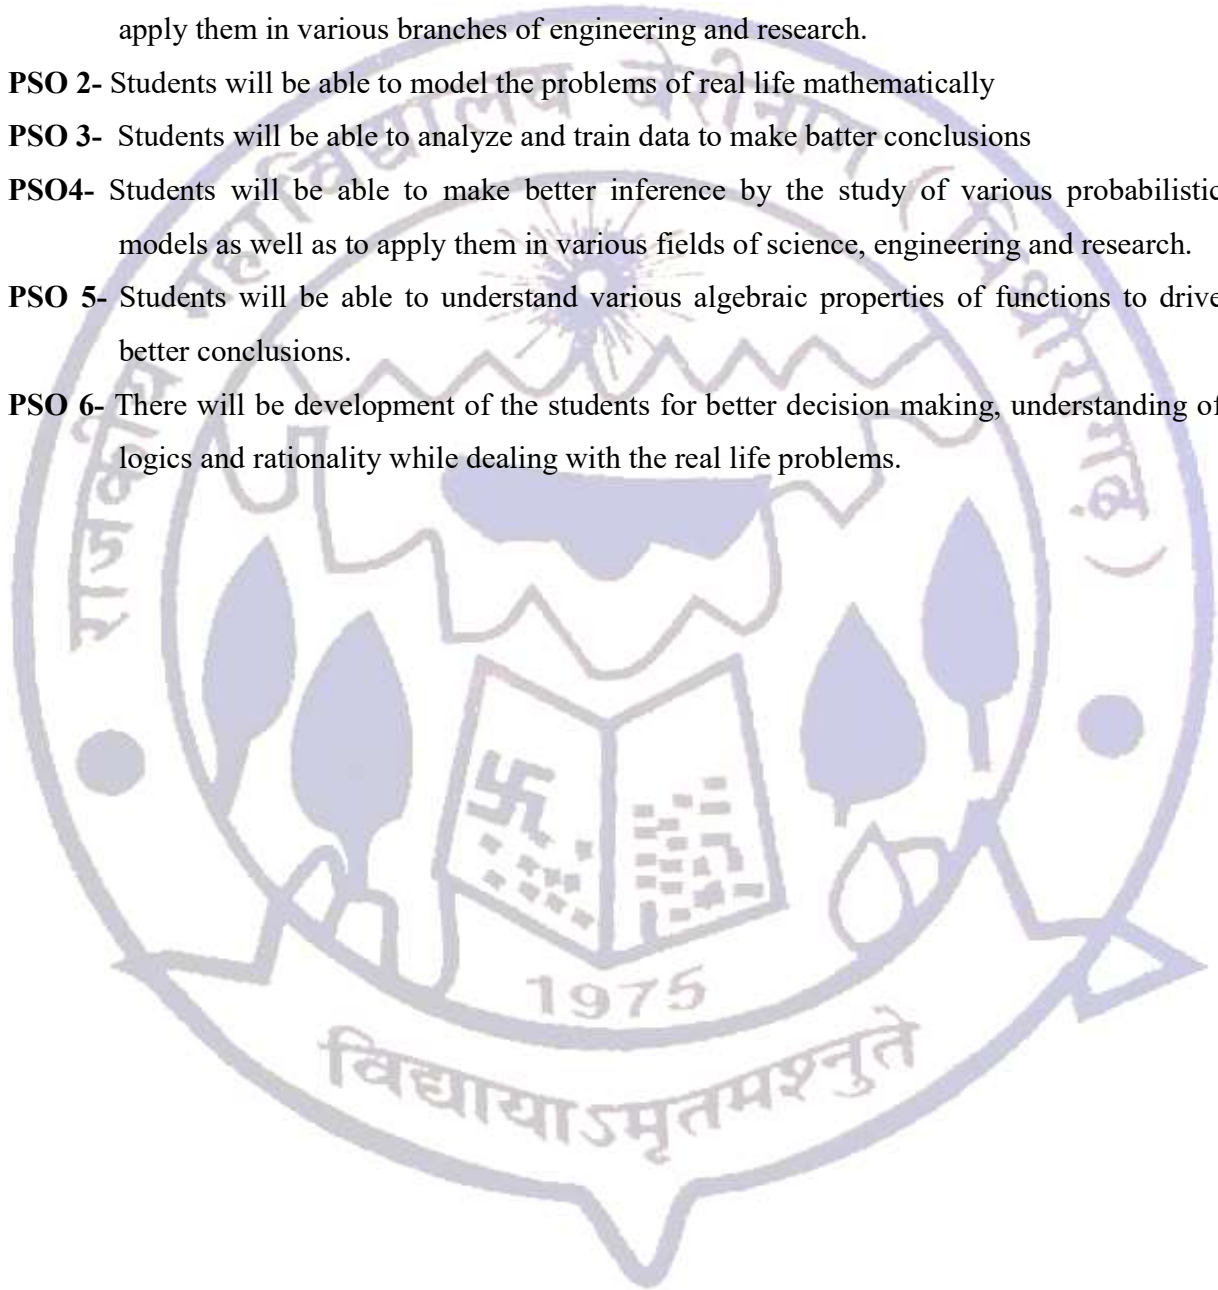 apply them in various branches of engineering and research.
PSO 2- Students will be able to model the problems of real life mathematically
PSO 3- Students will be able to analyze and train data to make batter conclusions
PSO4- Students will be able to make better inference by the study of various probabilistic
models as well as to apply them in various fields of science, engineering and research.
PSO 5- Students will be able to understand various algebraic properties of functions to drive
better conclusions.
PSO 6- There will be development of the students for better decision making, understanding of
logics and rationality while dealing with the real life problems.
राजकीय महाविद्यालय बेरीनाग ( पिथौरागढ़ )
1975
विद्यायाऽमृतमश्नुते